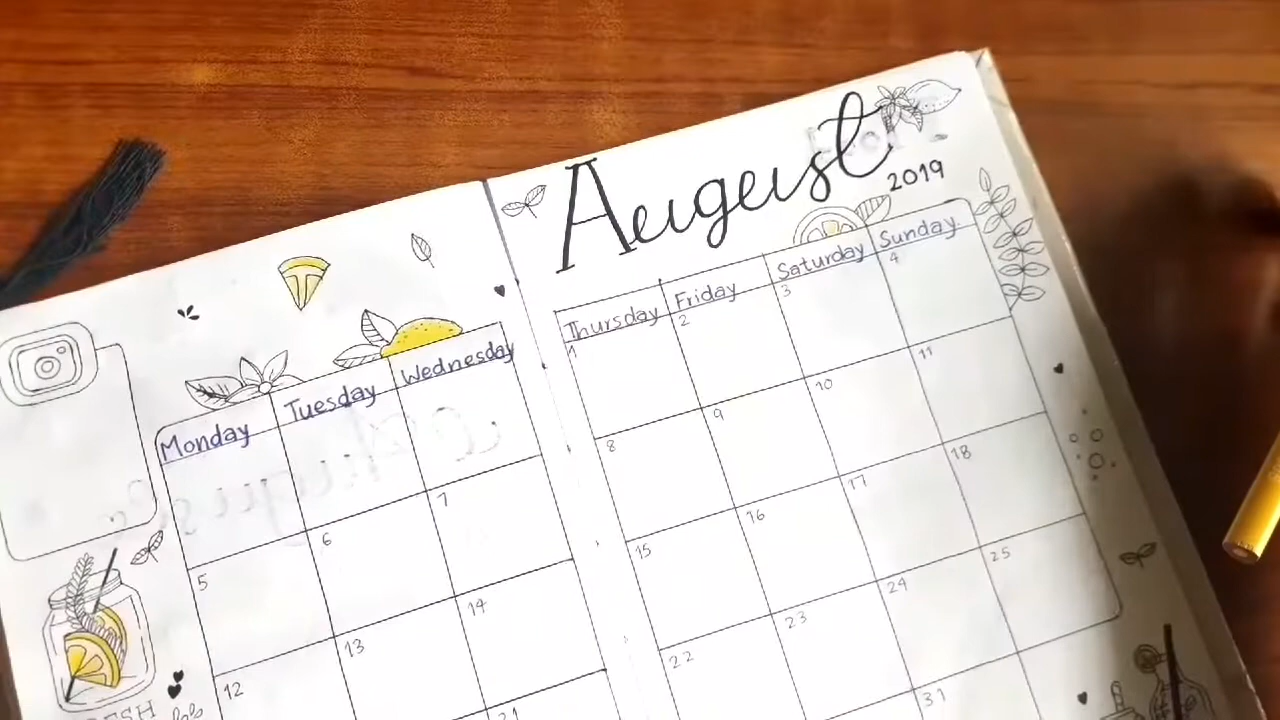 August
2019
Monday Tuesday Wednesday Thursday Friday Saturday Sunday
1 2 3 4
5 6 7 8 9 10 11
12 13 14 15 16 17 18
21 22 23 24 25
31